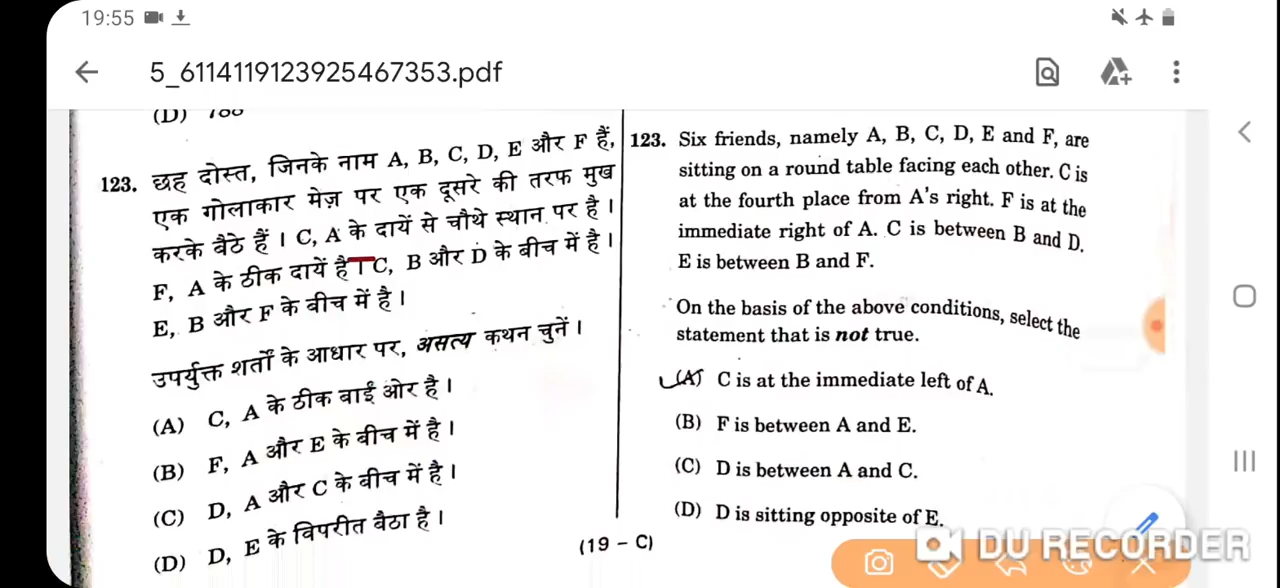 19:55
5_6114119123925467353.pdf
(D) 788
123. छह दोस्त, जिनके नाम A, B, C, D, E और F हैं,
एक गोलाकार मेज़ पर एक दूसरे की तरफ मुख
करके बैठे हैं। C, A के दायें से चौथे स्थान पर है।
F, A के ठीक दायें है। C, B और D के बीच में है।
E, B और F के बीच में है।
उपर्युक्त शर्तों के आधार पर, असत्य कथन चुनें।
(A) C, A के ठीक बाईं ओर है।
(B) F, A और E के बीच में है।
(C) D, A और C के बीच में है।
(D) D, E के विपरीत बैठा है।
123. Six friends, namely A, B, C, D, E and F, are
sitting on a round table facing each other. C is
at the fourth place from A's right. F is at the
immediate right of A. C is between B and D.
E is between B and F.
On the basis of the above conditions, select the
statement that is not true.
(A) C is at the immediate left of A.
(B) F is between A and E.
(C) D is between A and C.
(D) D is sitting opposite of E.
(19 – C)
DU RECORDER